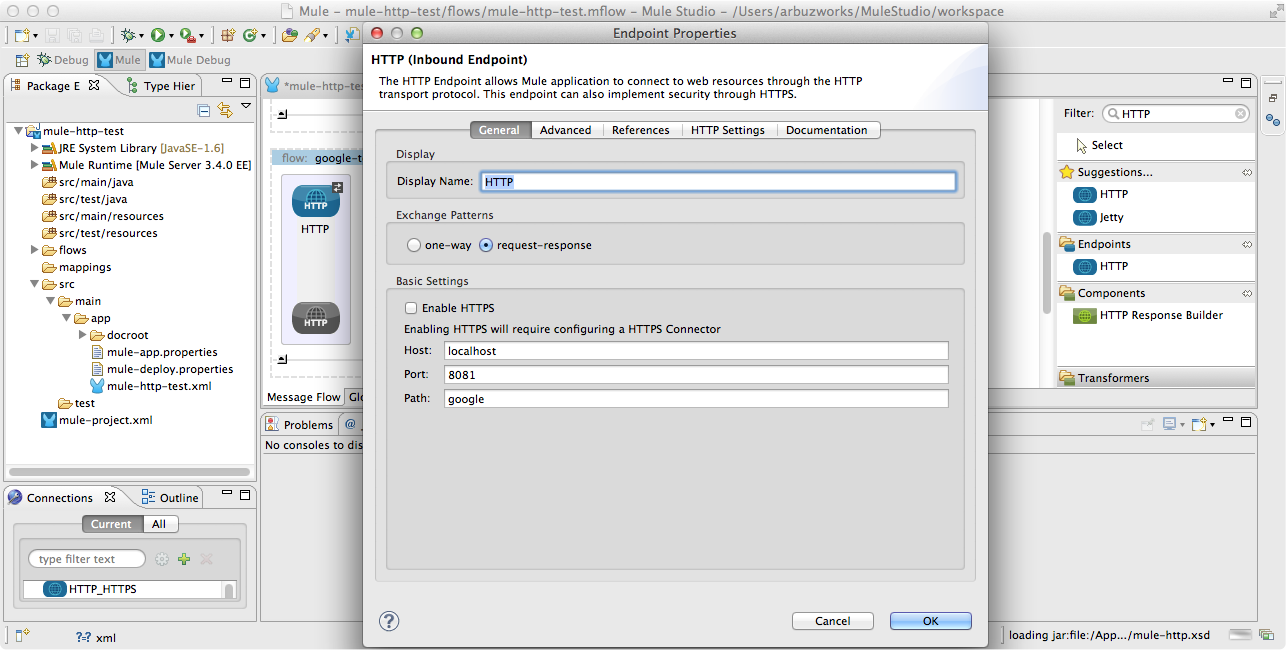 Mule – mule-http-test/flows/mule-http-test.mflow – Mule Studio – /Users/arbuzworks/MuleStudio/workspace
Debug Mule Mule Debug
Package E Type Hier
mule-http-test
JRE System Library [JavaSE-1.6]
Mule Runtime [Mule Server 3.4.0 EE]
src/main/java
src/test/java
src/main/resources
src/test/resources
flows
mappings
src
main
app
docroot
mule-app.properties
mule-deploy.properties
mule-http-test.xml
test
mule-project.xml
Connections Outline
Current All
type filter text
HTTP_HTTPS
xml
*mule-http-te
flow: google-t
HTTP
HTTP
HTTP
Message Flow Glo
Problems @
No consoles to dis
Endpoint Properties
HTTP (Inbound Endpoint)
The HTTP Endpoint allows Mule application to connect to web resources through the HTTP
transport protocol. This endpoint can also implement security through HTTPS.
General Advanced References HTTP Settings Documentation
Display
Display Name: HTTP
Exchange Patterns
one-way request-response
Basic Settings
Enable HTTPS
Enabling HTTPS will require configuring a HTTPS Connector
Host: localhost
Port: 8081
Path: google
? Cancel OK
Filter: HTTP
Select
Suggestions...
HTTP
Jetty
Endpoints
HTTP
Components
HTTP Response Builder
Transformers
loading jar:file:/App.../mule-http.xsd